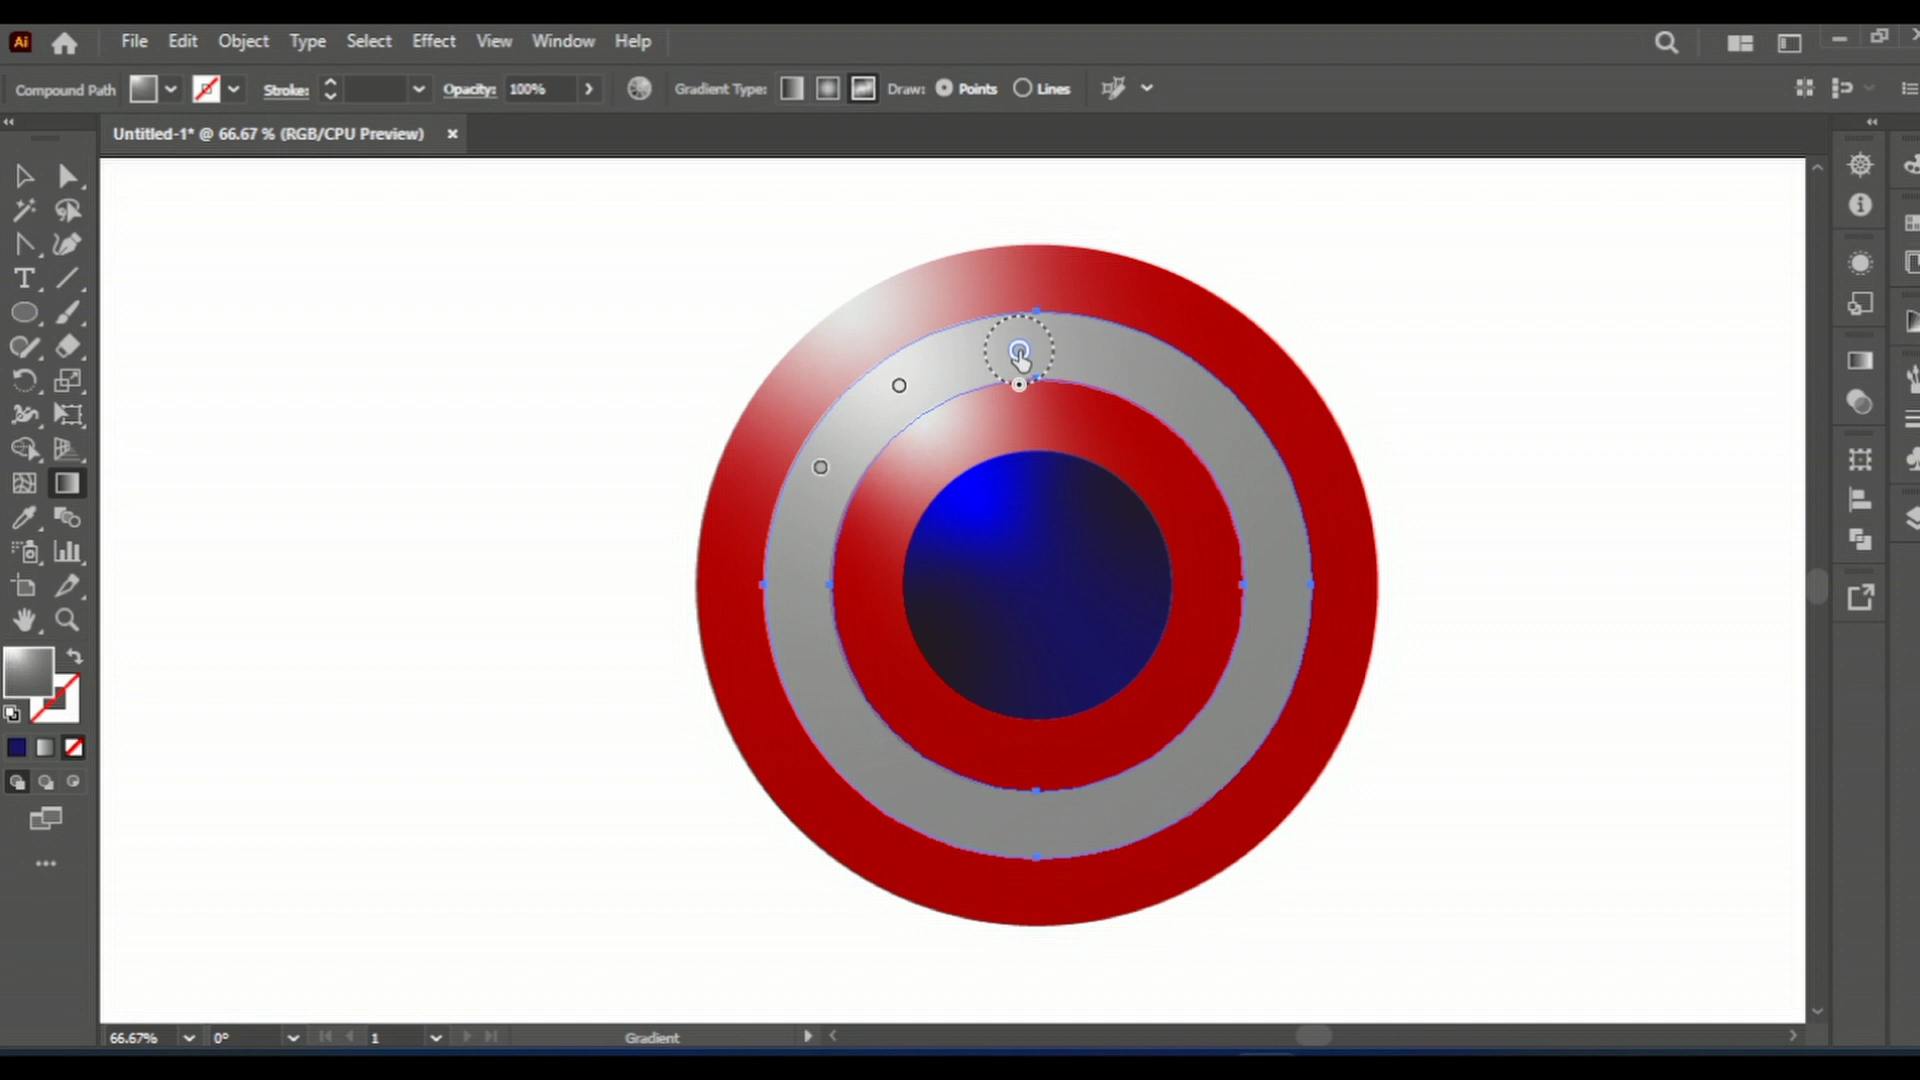 Ai File Edit Object Type Select Effect View Window Help
Compound Path Stroke: Opacity: 100% Gradient Type: Draw: Points Lines
Untitled-1* @ 66.67 % (RGB/CPU Preview)
66.67% 0° 1 Gradient